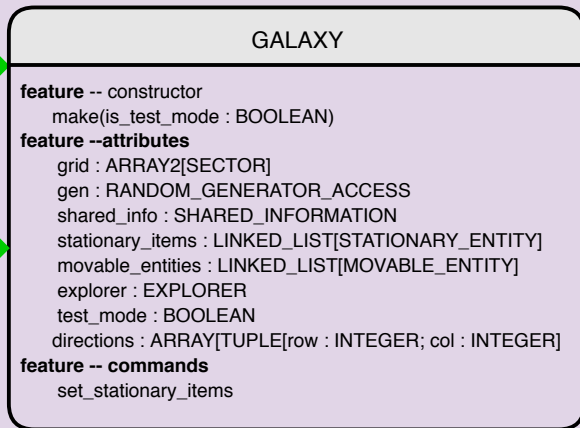 GALAXY
feature -- constructor
make(is_test_mode : BOOLEAN)
feature --attributes
grid : ARRAY2[SECTOR]
gen : RANDOM_GENERATOR_ACCESS
shared_info : SHARED_INFORMATION
stationary_items : LINKED_LIST[STATIONARY_ENTITY]
movable_entities : LINKED_LIST[MOVABLE_ENTITY]
explorer : EXPLORER
test_mode : BOOLEAN
directions : ARRAY[TUPLE[row : INTEGER; col : INTEGER]
feature -- commands
set_stationary_items